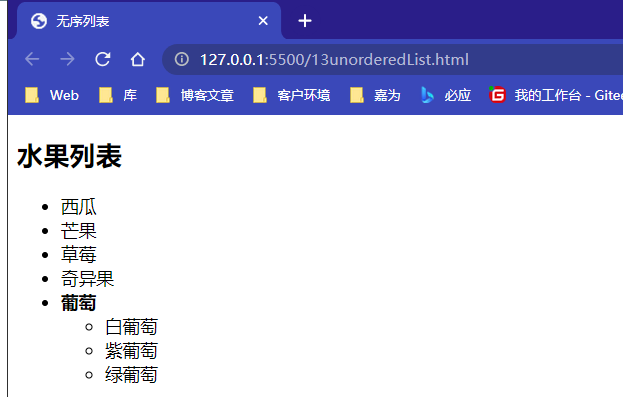 无序列表
127.0.0.1:5500/13unorderedList.html
Web 库 博客文章 客户环境 嘉为 必应 我的工作台 - Gitee
水果列表
西瓜
芒果
草莓
奇异果
葡萄
白葡萄
紫葡萄
绿葡萄